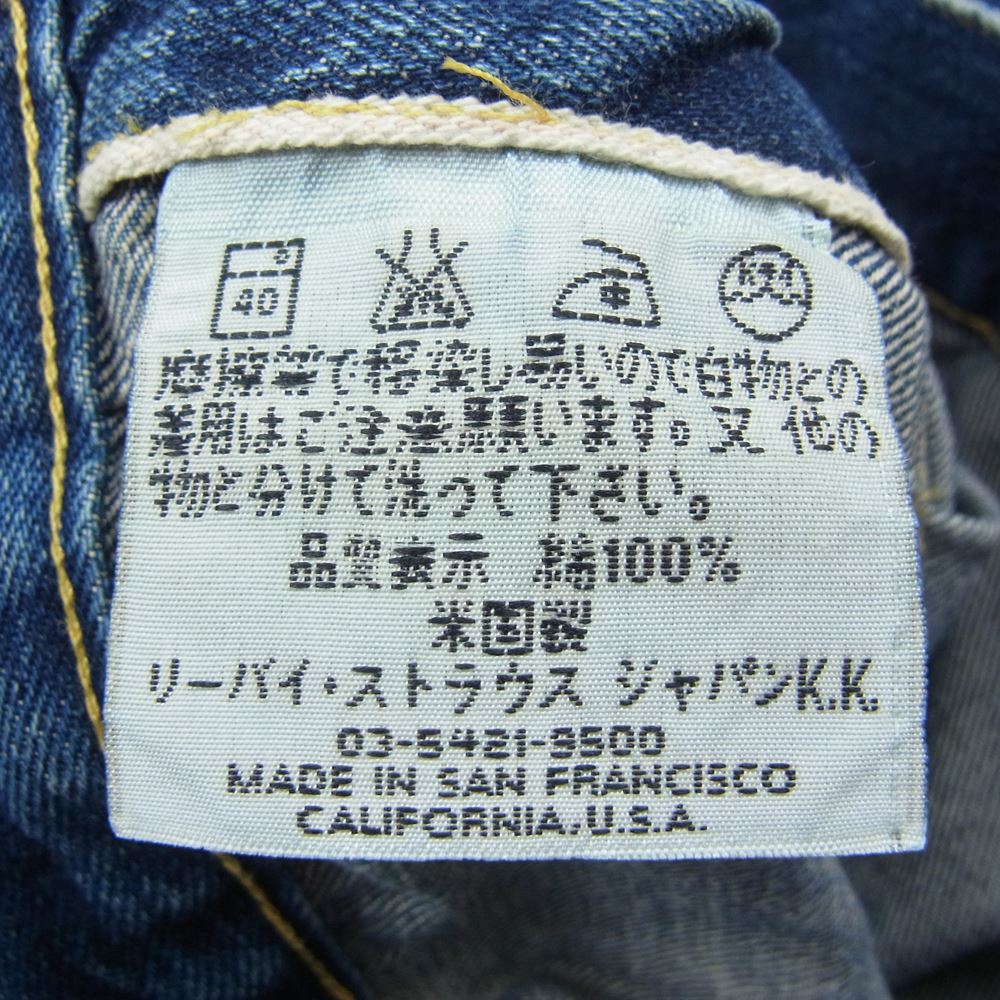 40
摩擦等で移染し易いので白物との
着用はご注意願います。又 他の
物と分けて洗って下さい。
品質表示 綿100%
米国製
リーバイ・ストラウス ジャパンK.K.
03-5421-3500
MADE IN SAN FRANCISCO
CALIFORNIA.U.S.A.